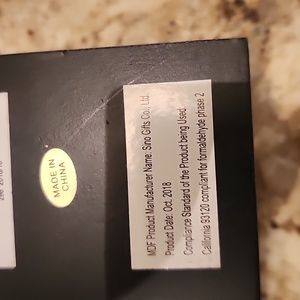 MADE IN
CHINA
MDF Product Manufacturer Name: Sino Gifts Co., Ltd.
Product Date: Oct. 2018
Compliance Standard of the Product being Used:
California 93120 compliant for formaldehyde phase 2